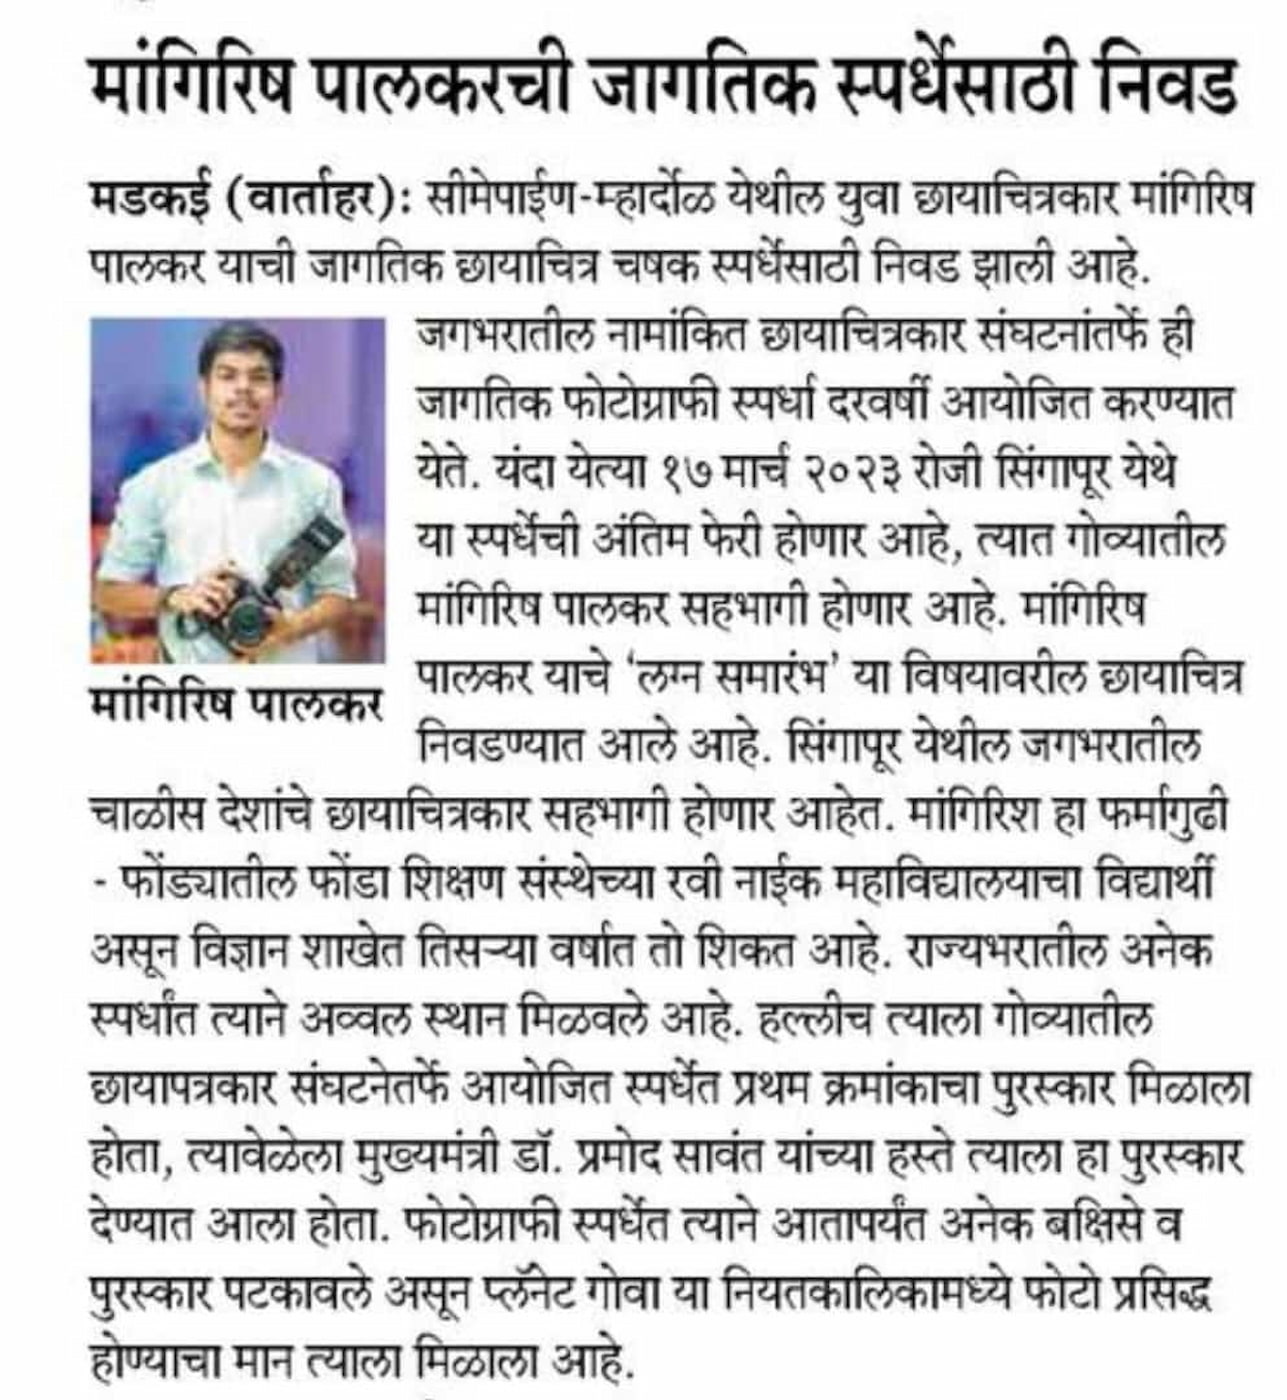 मांगिरिष पालकरची जागतिक स्पर्धेसाठी निवड
मडकई (वार्ताहर): सीमेपाईण-म्हार्दोळ येथील युवा छायाचित्रकार मांगिरिष
पालकर याची जागतिक छायाचित्र चषक स्पर्धेसाठी निवड झाली आहे.
जगभरातील नामांकित छायाचित्रकार संघटनांतर्फे ही
जागतिक फोटोग्राफी स्पर्धा दरवर्षी आयोजित करण्यात
येते. यंदा येत्या १७ मार्च २०२३ रोजी सिंगापूर येथे
या स्पर्धेची अंतिम फेरी होणार आहे, त्यात गोव्यातील
मांगिरिष पालकर सहभागी होणार आहे. मांगिरिष
पालकर याचे ‘लग्न समारंभ’ या विषयावरील छायाचित्र
निवडण्यात आले आहे. सिंगापूर येथील जगभरातील
मांगिरिष पालकर
चाळीस देशांचे छायाचित्रकार सहभागी होणार आहेत. मांगिरिश हा फर्मागुढी
- फोंड्यातील फोंडा शिक्षण संस्थेच्या रवी नाईक महाविद्यालयाचा विद्यार्थी
असून विज्ञान शाखेत तिसऱ्या वर्षात तो शिकत आहे. राज्यभरातील अनेक
स्पर्धांत त्याने अव्वल स्थान मिळवले आहे. हल्लीच त्याला गोव्यातील
छायापत्रकार संघटनेतर्फे आयोजित स्पर्धेत प्रथम क्रमांकाचा पुरस्कार मिळाला
होता, त्यावेळेला मुख्यमंत्री डॉ. प्रमोद सावंत यांच्या हस्ते त्याला हा पुरस्कार
देण्यात आला होता. फोटोग्राफी स्पर्धेत त्याने आतापर्यंत अनेक बक्षिसे व
पुरस्कार पटकावले असून प्लॅनेट गोवा या नियतकालिकामध्ये फोटो प्रसिद्ध
होण्याचा मान त्याला मिळाला आहे.